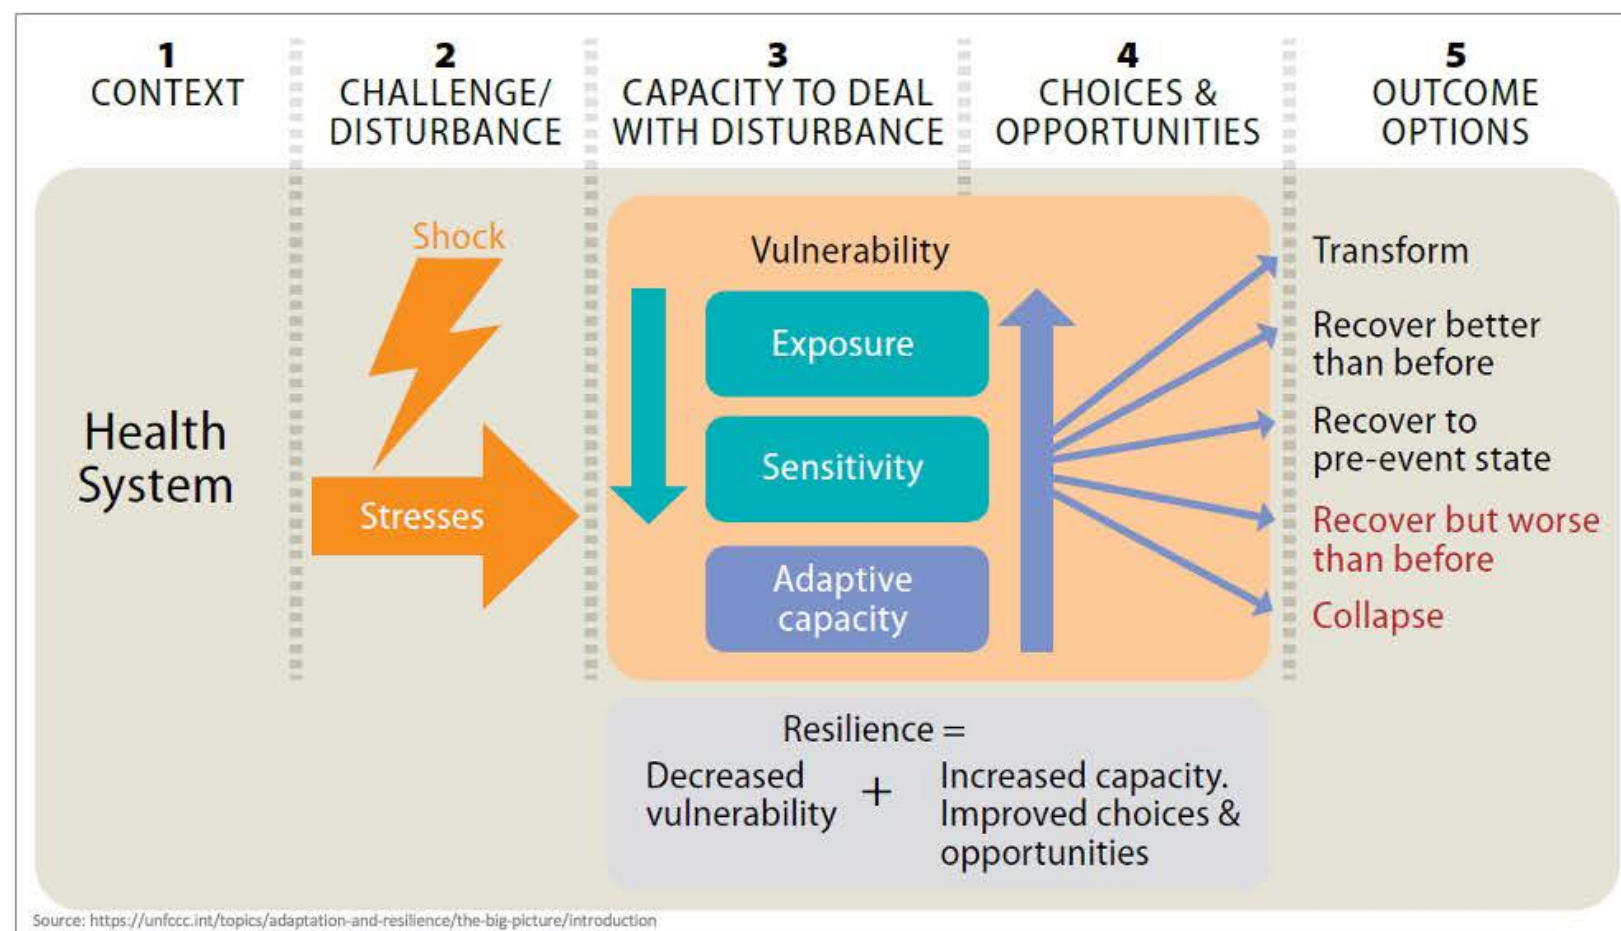 1
CONTEXT
2
CHALLENGE/
DISTURBANCE
3
CAPACITY TO DEAL
WITH DISTURBANCE
4
CHOICES &
OPPORTUNITIES
5
OUTCOME
OPTIONS
Health
System
Shock
Stresses
Vulnerability
Exposure
Sensitivity
Adaptive
capacity
Transform
Recover better
than before
Recover to
pre-event state
Recover but worse
than before
Collapse
Resilience =
Decreased
vulnerability
+
Increased capacity.
Improved choices &
opportunities
Source: https://unfccc.int/topics/adaptation-and-resilience/the-big-picture/introduction